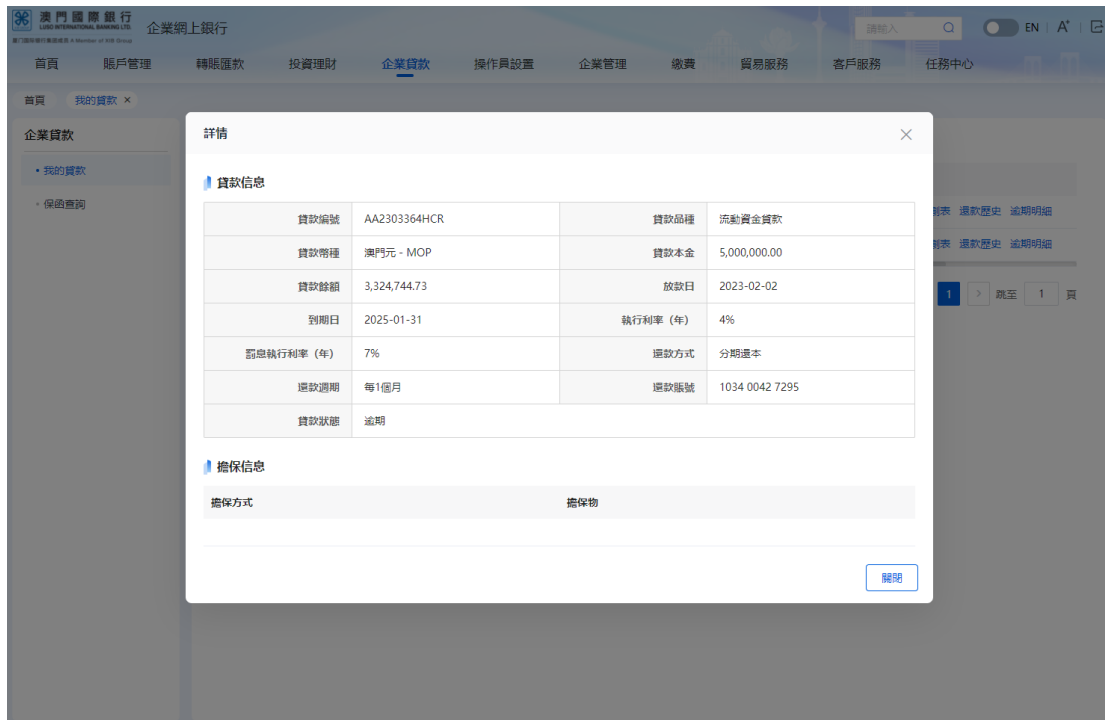 澳門國際銀行
LUSO INTERNATIONAL BANKING LTD.
企業網上銀行
請輸入
EN
首頁 賬戶管理 轉賬匯款 投資理財 企業貸款 操作員設置 企業管理 繳費 貿易服務 客戶服務 任務中心
首頁 我的貸款 ×
企業貸款
• 我的貸款
• 保函查詢
詳情
貸款信息
貸款編號 AA2303364HCR 貸款品種 流動資金貸款
貸款幣種 澳門元 - MOP 貸款本金 5,000,000.00
貸款餘額 3,324,744.73 放款日 2023-02-02
到期日 2025-01-31 執行利率（年） 4%
罰息執行利率（年） 7% 還款方式 分期還本
還款週期 每1個月 還款賬號 1034 0042 7295
貸款狀態 逾期
擔保信息
擔保方式 擔保物
關閉
表 還款歷史 逾期明細
表 還款歷史 逾期明細
1 跳至 1 頁